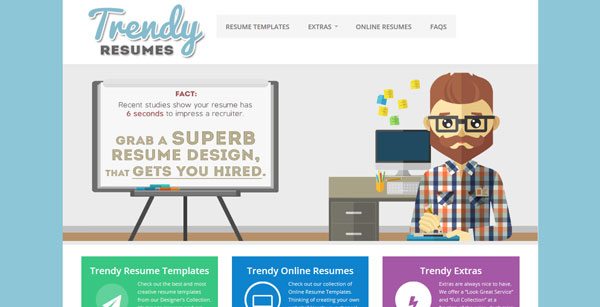 Trendy
RESUMES
RESUME TEMPLATES EXTRAS ONLINE RESUMES FAQS
FACT:
Recent studies show your resume has
6 seconds to impress a recruiter.
GRAB A SUPERB
RESUME DESIGN,
THAT GETS YOU HIRED.
Trendy Resume Templates
Check out the best and most
creative resume templates
from our Designer's Collection.
Trendy Online Resumes
Check out our collection of
Online Resume Templates.
Thinking of creating your own
Trendy Extras
Extras are always nice to have.
We offer a "Look Great Service"
and "Full Collection" at a